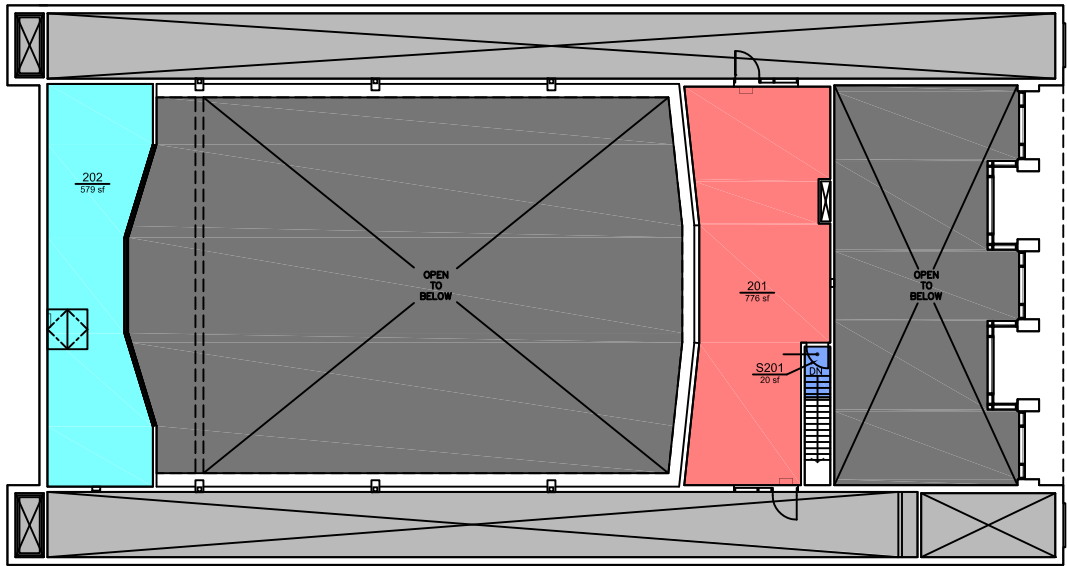 202
579 sf
OPEN
TO
BELOW
201
776 sf
OPEN
TO
BELOW
S201
20 sf
DN